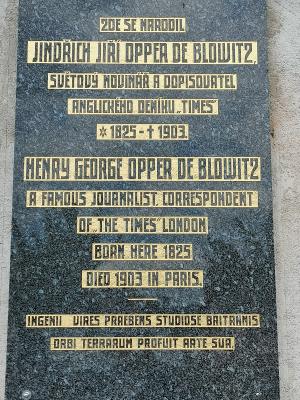 ZDE SE NARODIL
JINDŘICH JIŘÍ OPPER DE BLOWITZ,
SVĚTOVÝ NOVINÁŘ A DOPISOVATEL
ANGLICKÉHO DENÍKU „TIMES"
* 1825 - † 1903.
HENRY GEORGE OPPER DE BLOWITZ
A FAMOUS JOURNALIST, CORRESPONDENT
OF „THE TIMES" LONDON
BORN HERE 1825
DIED 1903 IN PARIS.
INGENII VIRES PRAEBENS STUDIOSE BRITANNIS
ORBI TERRARUM PROFUIT ARTE SUA.